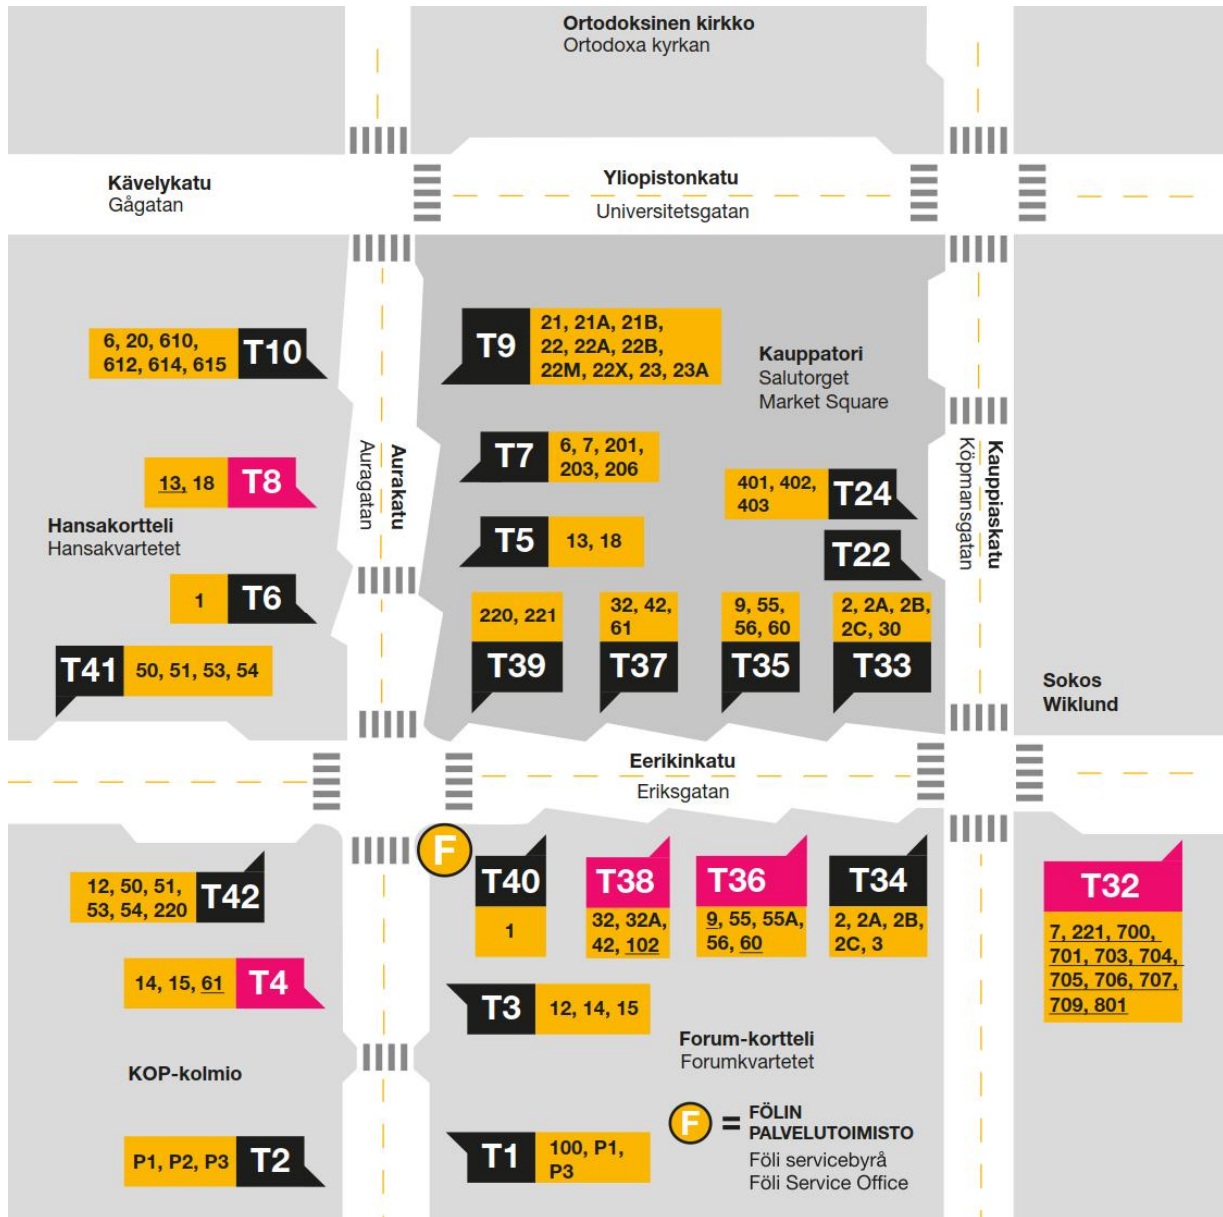 Ortodoksinen kirkko
Ortodoxa kyrkan
Kävelykatu
Gågatan
Yliopistonkatu
Universitetsgatan
6, 20, 610,
612, 614, 615
T10
T9
21, 21A, 21B,
22, 22A, 22B,
22M, 22X, 23, 23A
Kauppatori
Salutorget
Market Square
13, 18
T8
Hansakortteli
Hansakvartetet
Aurakatu
Auragatan
T7
6, 7, 201,
203, 206
401, 402,
403
T24
Kauppiaskatu
Köpmansgatan
T5
13, 18
T22
1
T6
T41
50, 51, 53, 54
220, 221
T39
32, 42,
61
T37
9, 55,
56, 60
T35
2, 2A, 2B,
2C, 30
T33
Sokos
Wiklund
Eerikinkatu
Eriksgatan
F
12, 50, 51,
53, 54, 220
T42
T40
1
T38
32, 32A,
42, 102
T36
9, 55, 55A,
56, 60
T34
2, 2A, 2B,
2C, 3
T32
7, 221, 700,
701, 703, 704,
705, 706, 707,
709, 801
14, 15, 61
T4
T3
12, 14, 15
Forum-kortteli
Forumkvartetet
KOP-kolmio
P1, P2, P3
T2
T1
100, P1,
P3
F = FÖLIN
PALVELUTOIMISTO
Föli servicebyrå
Föli Service Office